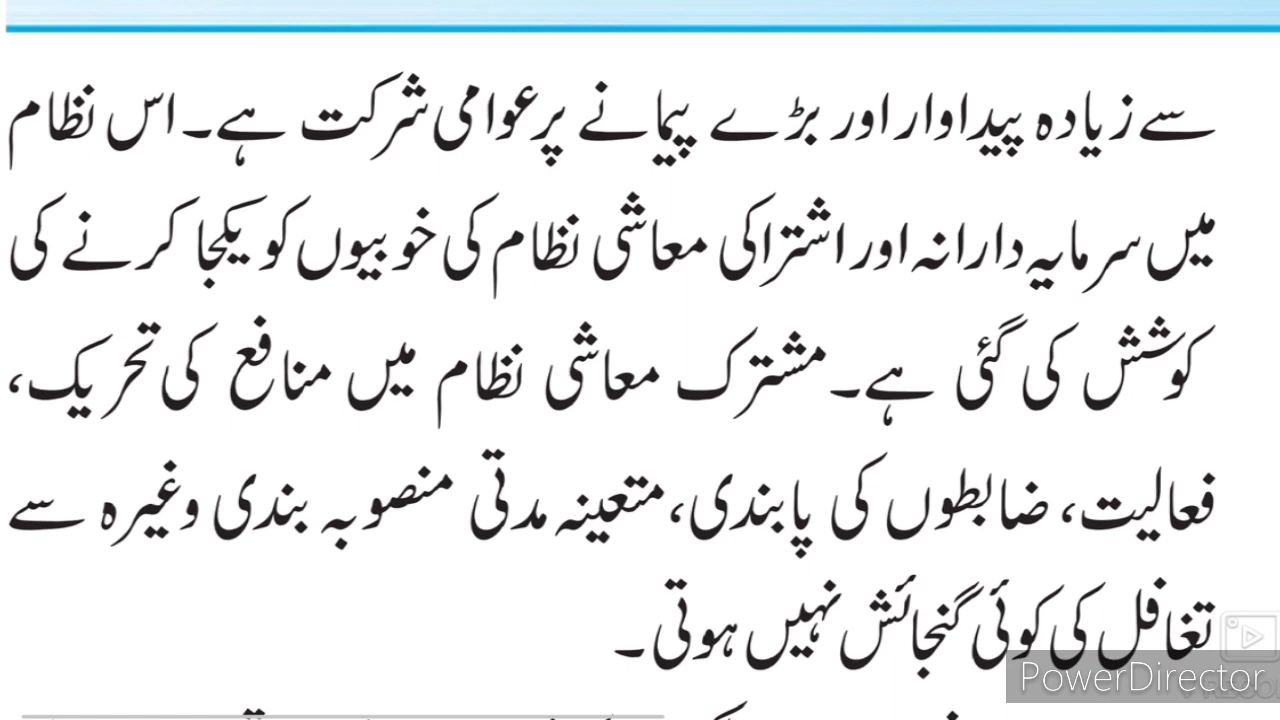 سے زیادہ پیداوار اور بڑے پیمانے پر عوامی شرکت ہے۔ اس نظام
میں سرمایہ دارانہ اور اشتراکی معاشی نظام کی خوبیوں کو یکجا کرنے کی
کوشش کی گئی ہے۔ مشترک معاشی نظام میں منافع کی تحریک،
فعالیت، ضابطوں کی پابندی، متعینہ مدتی منصوبہ بندی وغیرہ سے
تغافل کی کوئی گنجائش نہیں ہوتی۔
PowerDirector